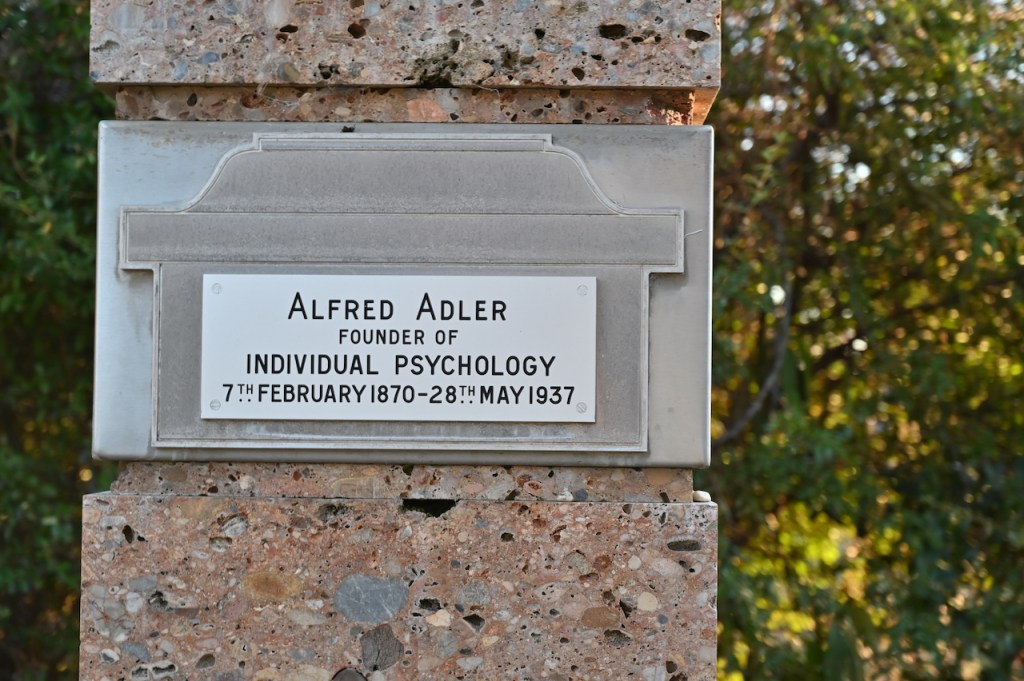 ALFRED ADLER
FOUNDER OF
INDIVIDUAL PSYCHOLOGY
7TH FEBRUARY 1870–28TH MAY 1937